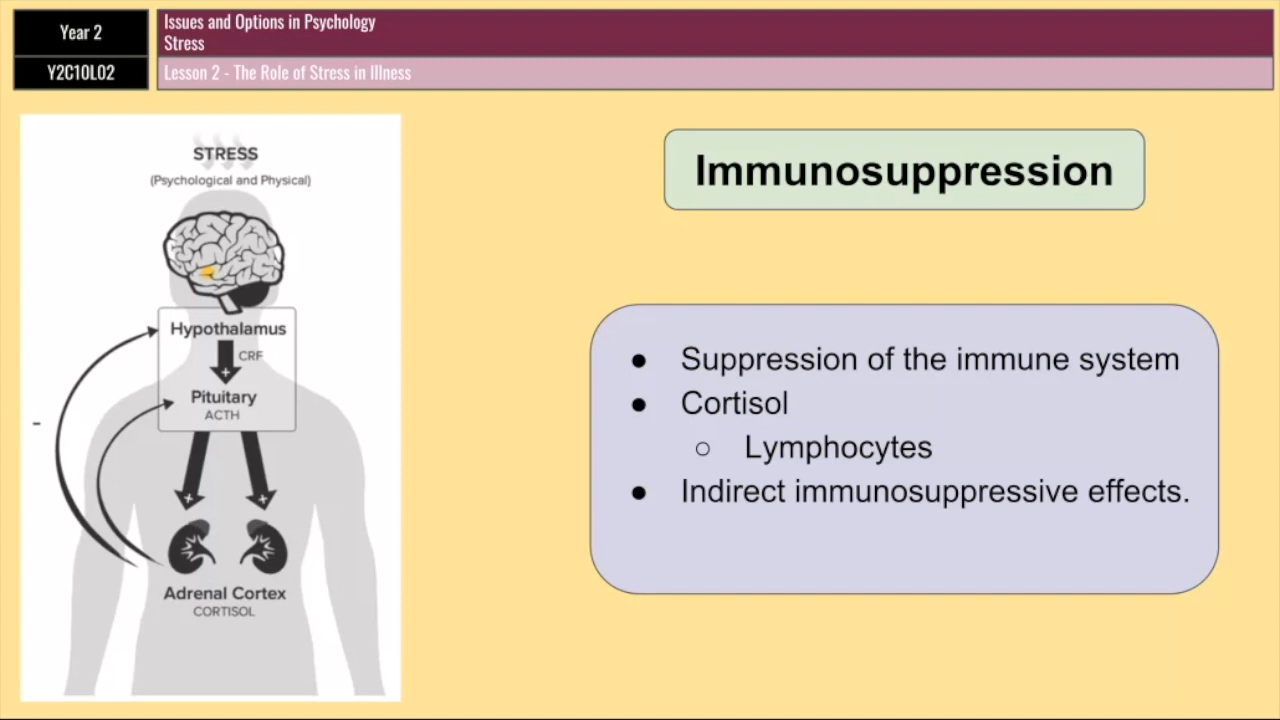 Year 2
Issues and Options in Psychology
Stress
Y2C10L02
Lesson 2 - The Role of Stress in Illness
STRESS
(Psychological and Physical)
Hypothalamus
CRF
+
Pituitary
ACTH
-
+ +
Adrenal Cortex
CORTISOL
Immunosuppression
● Suppression of the immune system
● Cortisol
○ Lymphocytes
● Indirect immunosuppressive effects.